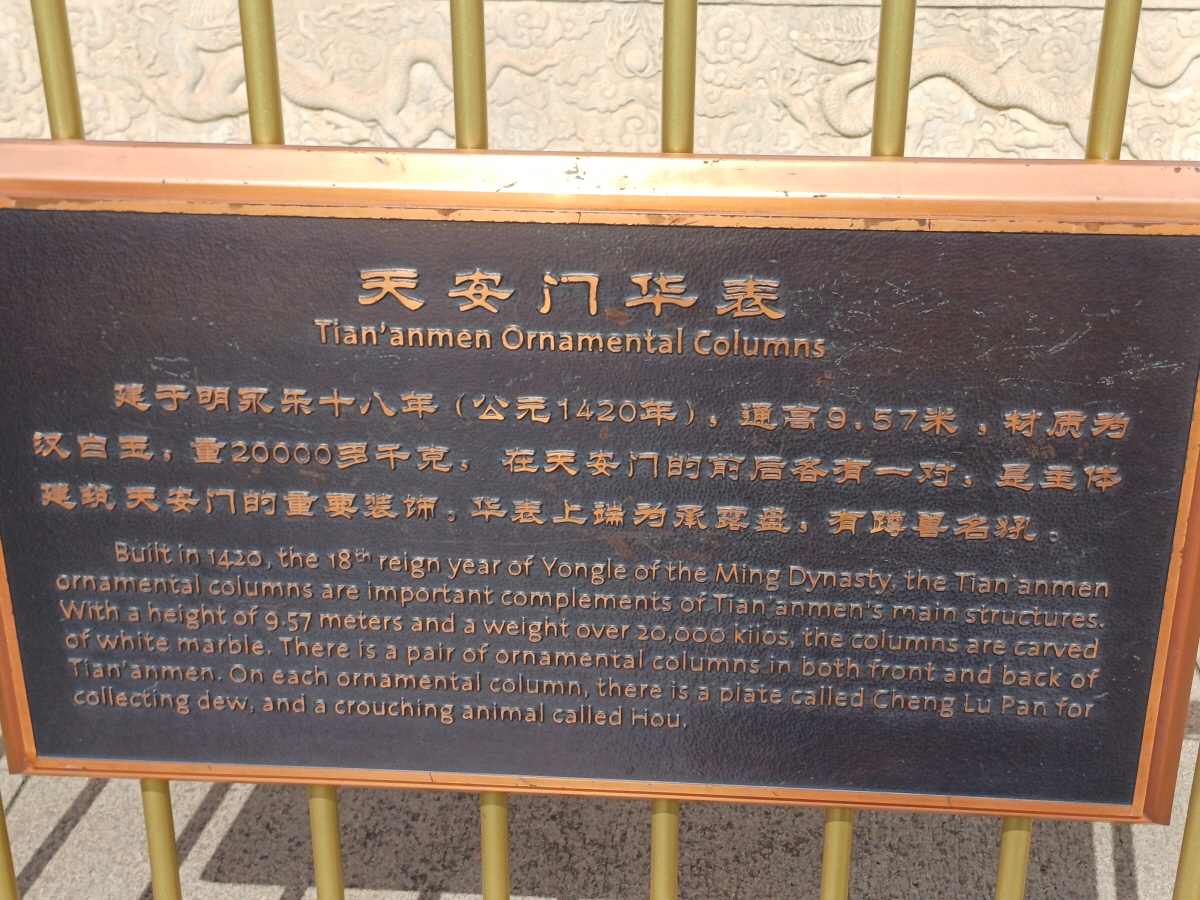 天安门华表
Tian'anmen Ornamental Columns
建于明永乐十八年（公元1420年），通高9.57米，材质为
汉白玉，重20000多千克。在天安门的前后各有一对，是主体
建筑天安门的重要装饰。华表上端为承露盘，有蹲兽名犼。
Built in 1420, the 18th reign year of Yongle of the Ming Dynasty, the Tian'anmen
ornamental columns are important complements of Tian'anmen's main structures.
With a height of 9.57 meters and a weight over 20,000 kilos, the columns are carved
of white marble. There is a pair of ornamental columns in both front and back of
Tian'anmen. On each ornamental column, there is a plate called Cheng Lu Pan for
collecting dew, and a crouching animal called Hou.